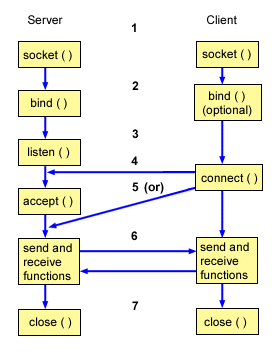 Server 1 Client
socket ( ) socket ( )
2
bind ( ) bind ( )
(optional)
3
listen ( )
4
connect ( )
5 (or)
accept ( )
6
send and send and
receive receive
functions functions
7
close ( ) close ( )